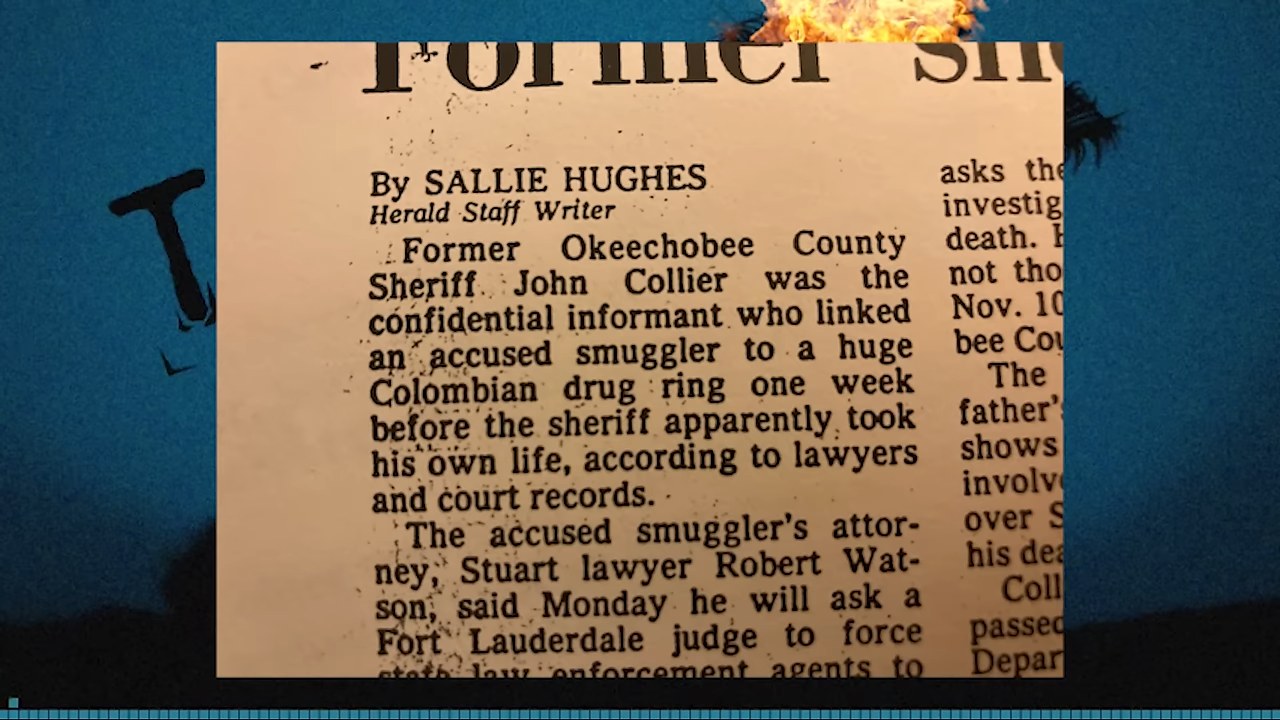 Former
By SALLIE HUGHES
Herald Staff Writer
Former Okeechobee County
Sheriff John Collier was the
confidential informant who linked
an accused smuggler to a huge
Colombian drug ring one week
before the sheriff apparently took
his own life, according to lawyers
and court records.
The accused smuggler's attor-
ney, Stuart lawyer Robert Wat-
son, said Monday he will ask a
Fort Lauderdale judge to force
state law enforcement agents to
asks the
investig
death. H
not tho
Nov. 10
bee Cou
The
father's
shows
involve
over S
his dea
Coll
passed
Depar